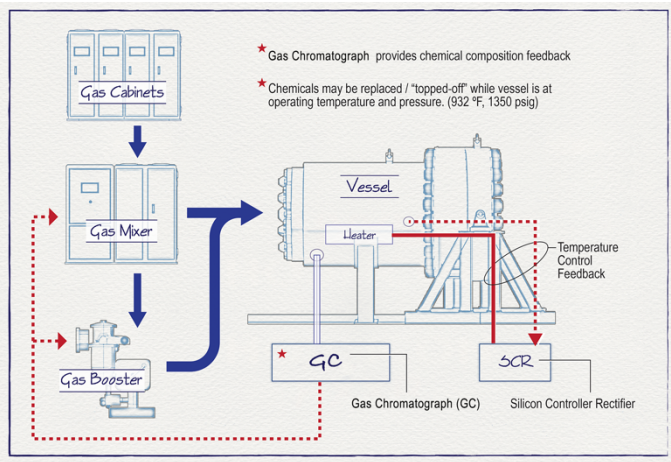 ★Gas Chromatograph provides chemical composition feedback
★Chemicals may be replaced / “topped-off” while vessel is at
operating temperature and pressure. (932 ºF, 1350 psig)
Gas Cabinets
Gas Mixer
Gas Booster
Vessel
Heater
Temperature
Control
Feedback
★ GC
SCR
Gas Chromatograph (GC)
Silicon Controller Rectifier